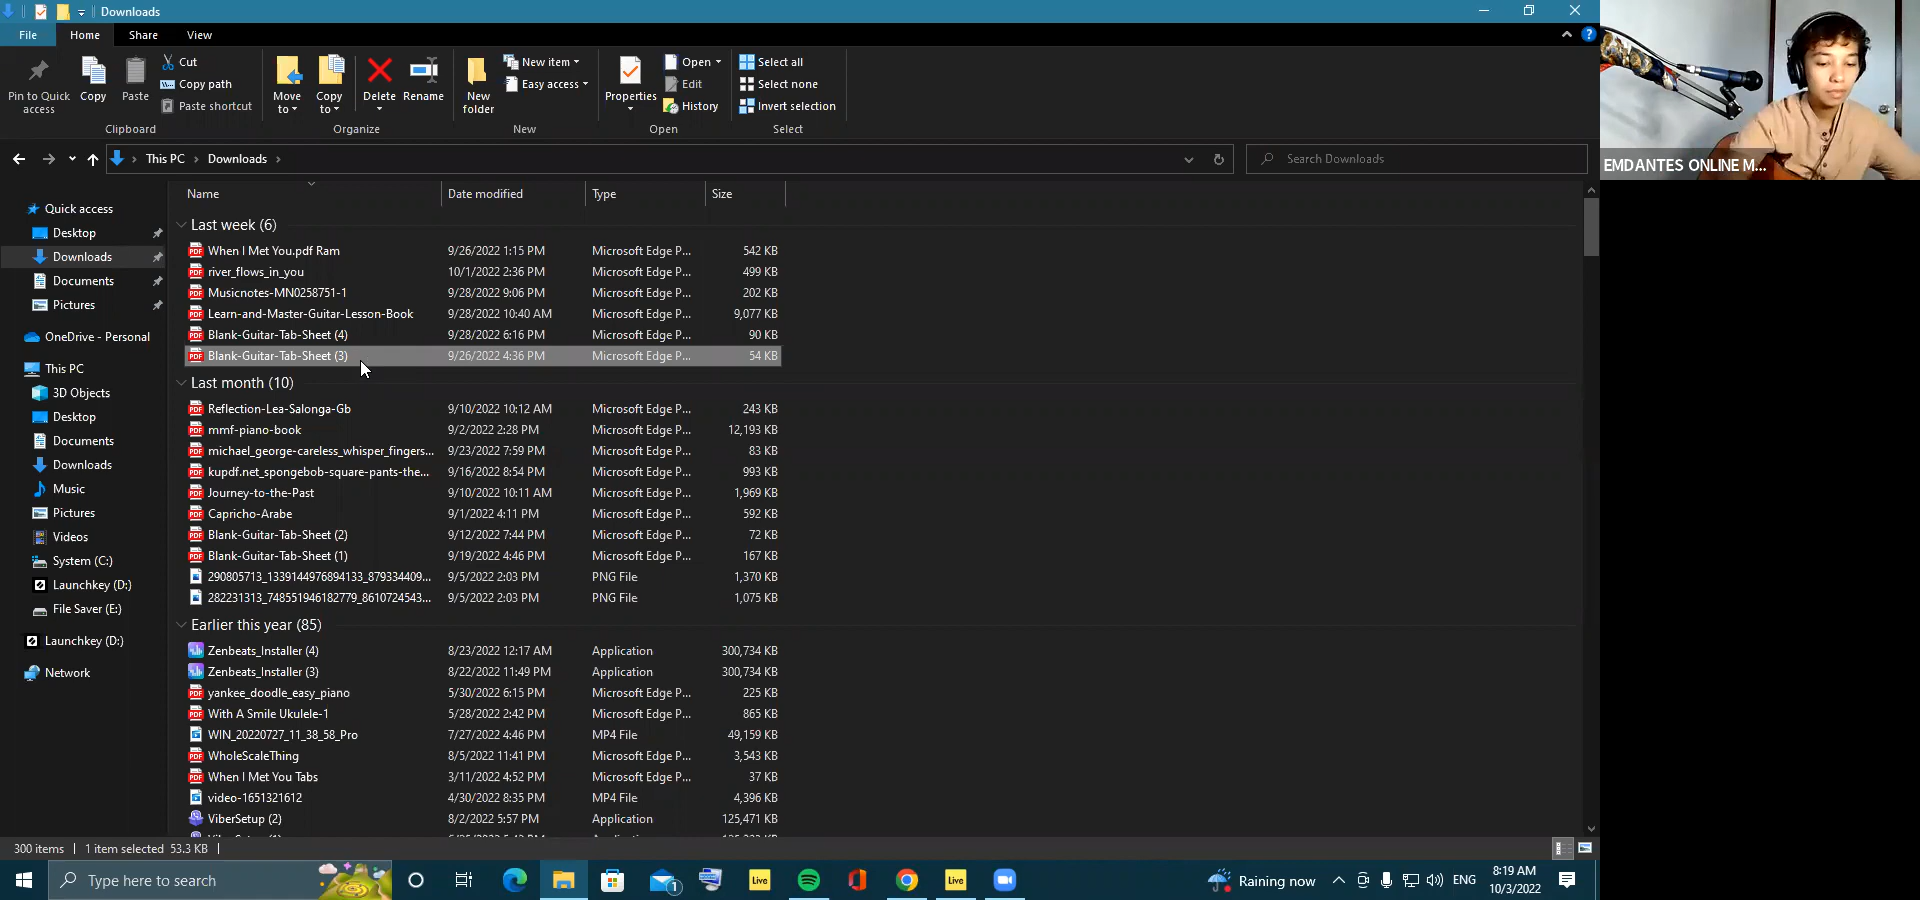 Downloads
File Home Share View
Pin to Quick access
Copy
Paste
Cut
Copy path
Paste shortcut
Clipboard
Move to
Copy to
Delete
Rename
Organize
New folder
New item
Easy access
New
Properties
Open
Edit
History
Open
Select all
Select none
Invert selection
Select
EMDANTES ONLINE M...
This PC > Downloads >
Search Downloads
Quick access
Desktop
Downloads
Documents
Pictures
OneDrive - Personal
This PC
3D Objects
Desktop
Documents
Downloads
Music
Pictures
Videos
System (C:)
Launchkey (D:)
File Saver (E:)
Launchkey (D:)
Network
Name Date modified Type Size
Last week (6)
When I Met You.pdf Ram 9/26/2022 1:15 PM Microsoft Edge P... 542 KB
river_flows_in_you 10/1/2022 2:36 PM Microsoft Edge P... 499 KB
Musicnotes-MN0258751-1 9/28/2022 9:06 PM Microsoft Edge P... 202 KB
Learn-and-Master-Guitar-Lesson-Book 9/28/2022 10:40 AM Microsoft Edge P... 9,077 KB
Blank-Guitar-Tab-Sheet (4) 9/28/2022 6:16 PM Microsoft Edge P... 90 KB
Blank-Guitar-Tab-Sheet (3) 9/26/2022 4:36 PM Microsoft Edge P... 54 KB
Last month (10)
Reflection-Lea-Salonga-Gb 9/10/2022 10:12 AM Microsoft Edge P... 243 KB
mmf-piano-book 9/2/2022 2:28 PM Microsoft Edge P... 12,193 KB
michael_george-careless_whisper_fingers... 9/23/2022 7:59 PM Microsoft Edge P... 83 KB
kupdf.net_spongebob-square-pants-the... 9/16/2022 8:54 PM Microsoft Edge P... 993 KB
Journey-to-the-Past 9/10/2022 10:11 AM Microsoft Edge P... 1,969 KB
Capricho-Arabe 9/1/2022 4:11 PM Microsoft Edge P... 592 KB
Blank-Guitar-Tab-Sheet (2) 9/12/2022 7:44 PM Microsoft Edge P... 72 KB
Blank-Guitar-Tab-Sheet (1) 9/19/2022 4:46 PM Microsoft Edge P... 167 KB
290805713_1339144976894133_879334409... 9/5/2022 2:03 PM PNG File 1,370 KB
282231313_748551946182779_8610724543... 9/5/2022 2:03 PM PNG File 1,075 KB
Earlier this year (85)
Zenbeats_Installer (4) 8/23/2022 12:17 AM Application 300,734 KB
Zenbeats_Installer (3) 8/22/2022 11:49 PM Application 300,734 KB
yankee_doodle_easy_piano 5/30/2022 6:15 PM Microsoft Edge P... 225 KB
With A Smile Ukulele-1 5/28/2022 2:42 PM Microsoft Edge P... 865 KB
WIN_20220727_11_38_58_Pro 7/27/2022 4:46 PM MP4 File 49,159 KB
WholeScaleThing 8/5/2022 11:41 PM Microsoft Edge P... 3,543 KB
When I Met You Tabs 3/11/2022 4:52 PM Microsoft Edge P... 37 KB
video-1651321612 4/30/2022 8:35 PM MP4 File 4,396 KB
ViberSetup (2) 8/2/2022 5:57 PM Application 125,471 KB
300 items 1 item selected 53.3 KB
Type here to search
1
Live
Live
Raining now
ENG
8:19 AM
10/3/2022